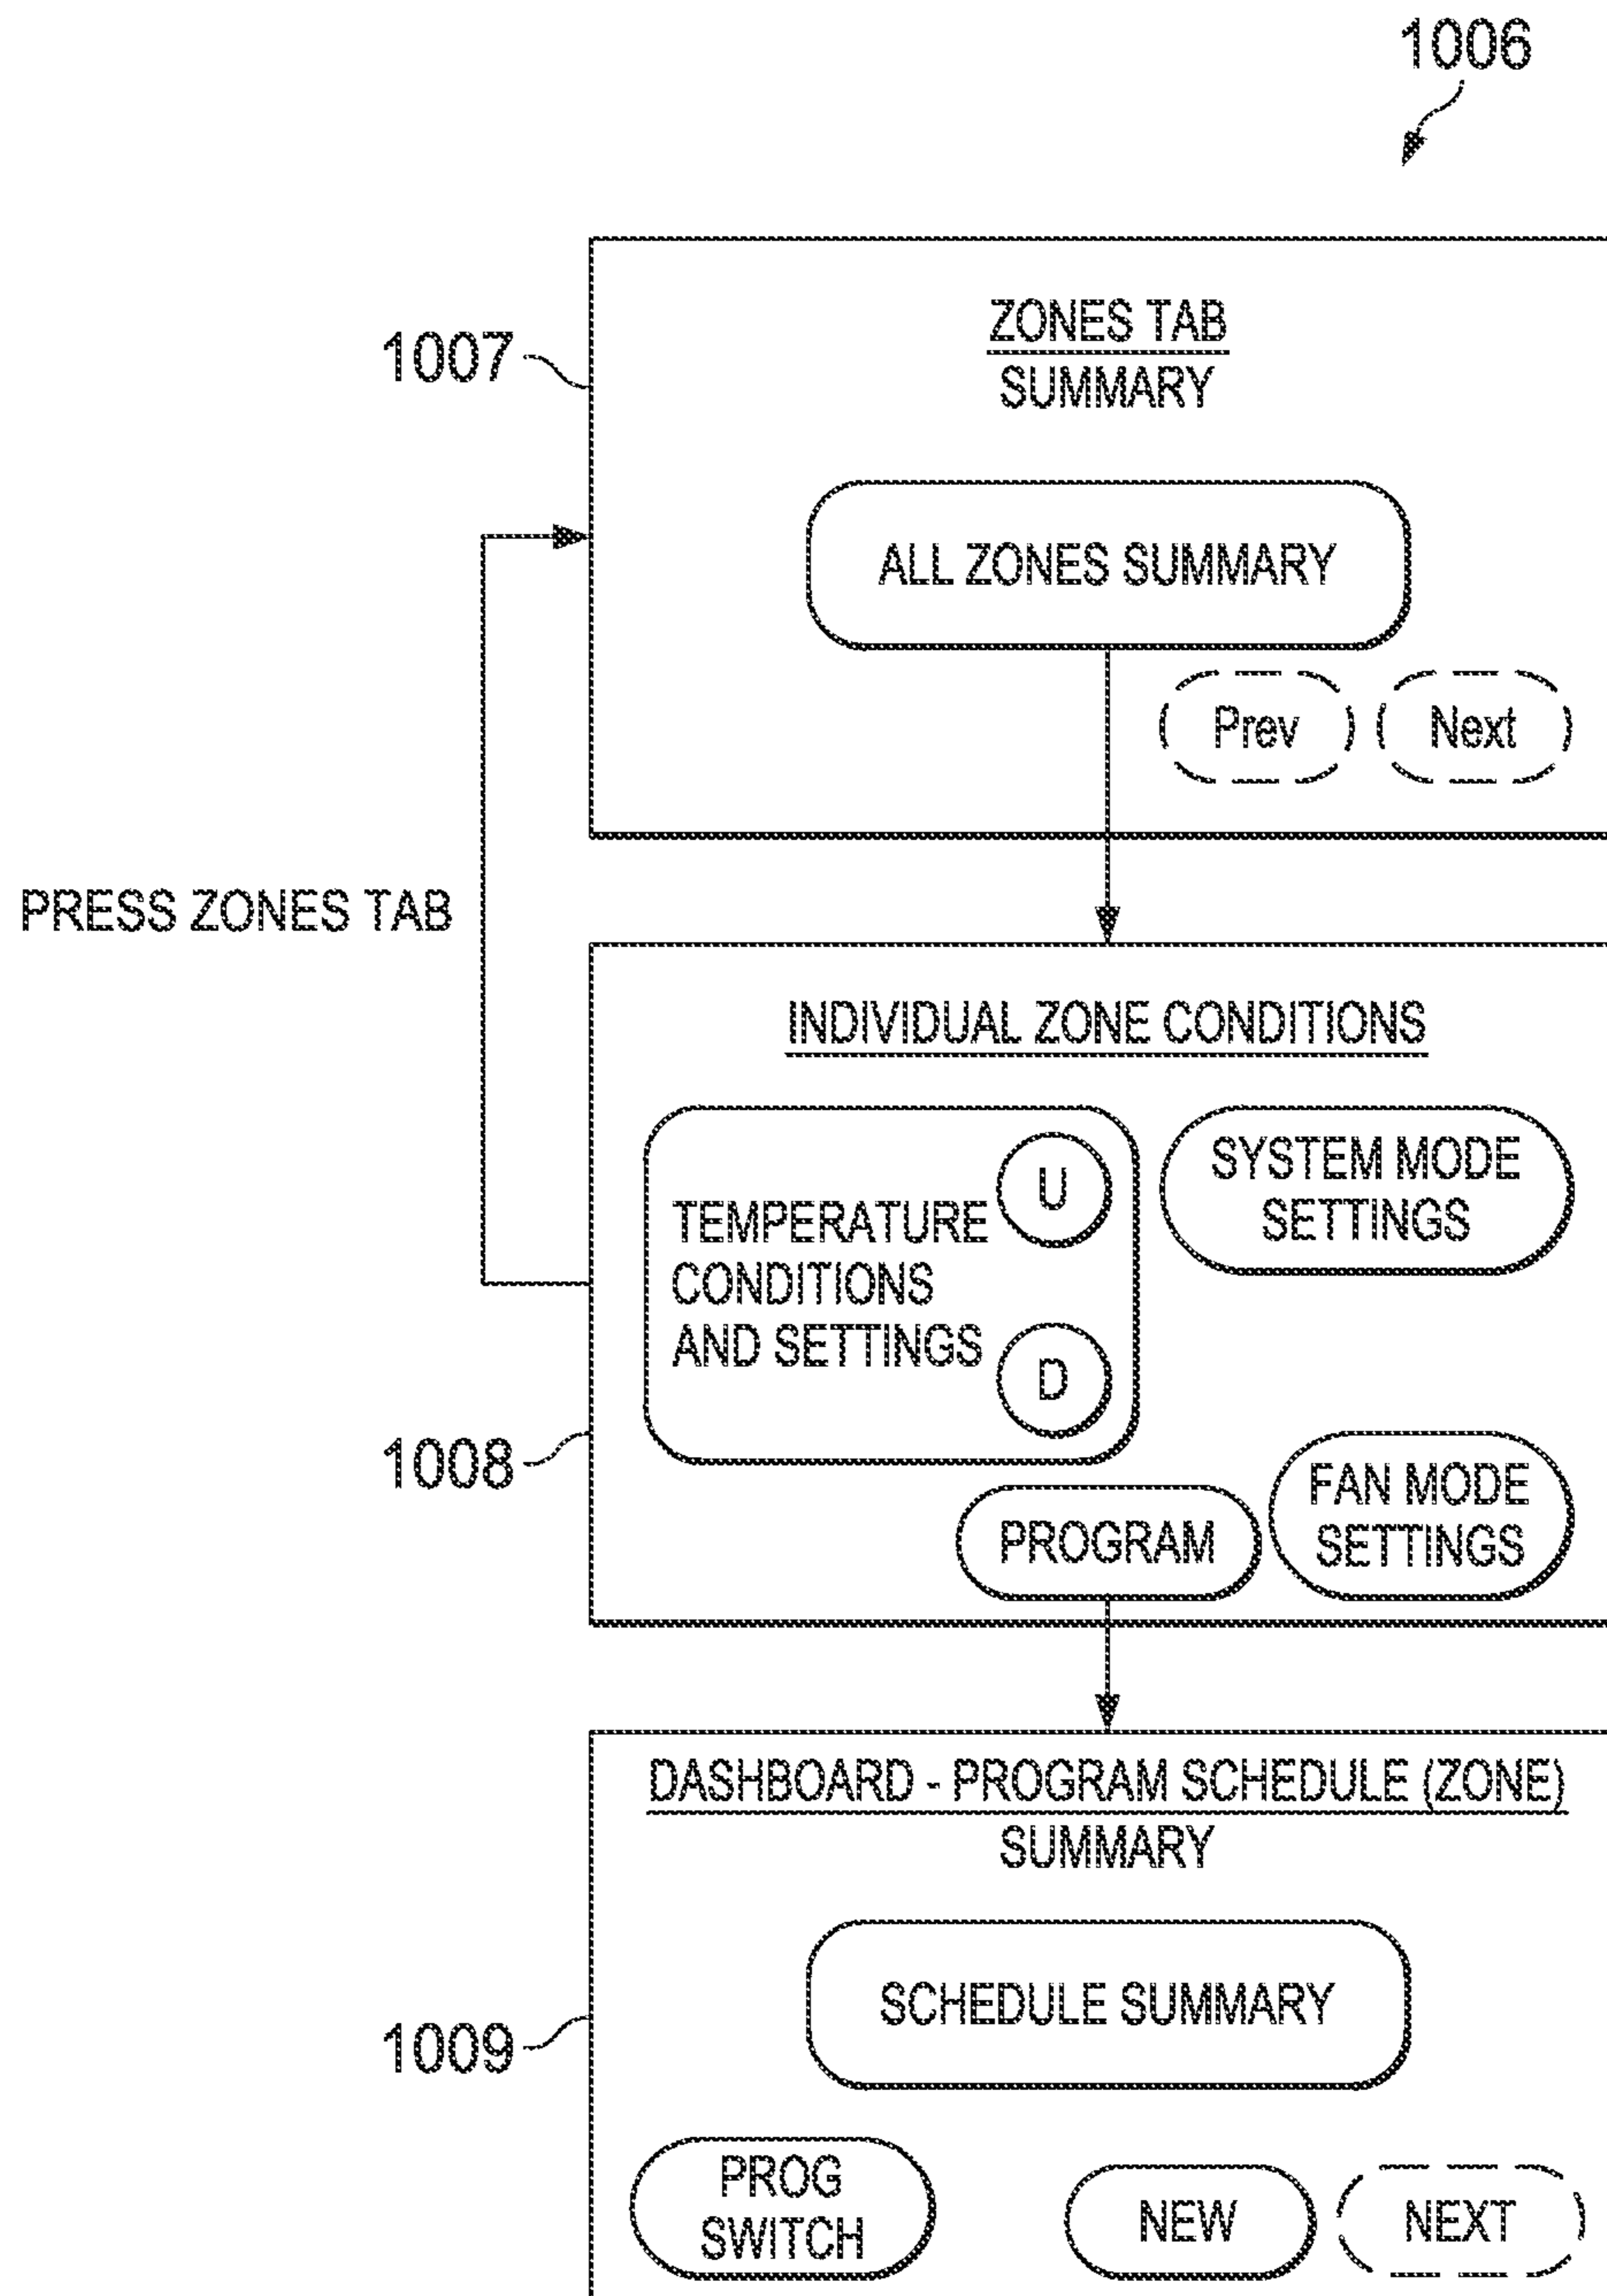 1006
1007
ZONES TAB
SUMMARY
ALL ZONES SUMMARY
Prev
Next
PRESS ZONES TAB
INDIVIDUAL ZONE CONDITIONS
TEMPERATURE
CONDITIONS
AND SETTINGS
U
D
SYSTEM MODE
SETTINGS
1008
PROGRAM
FAN MODE
SETTINGS
DASHBOARD - PROGRAM SCHEDULE (ZONE)
SUMMARY
SCHEDULE SUMMARY
1009
PROG
SWITCH
NEW
NEXT